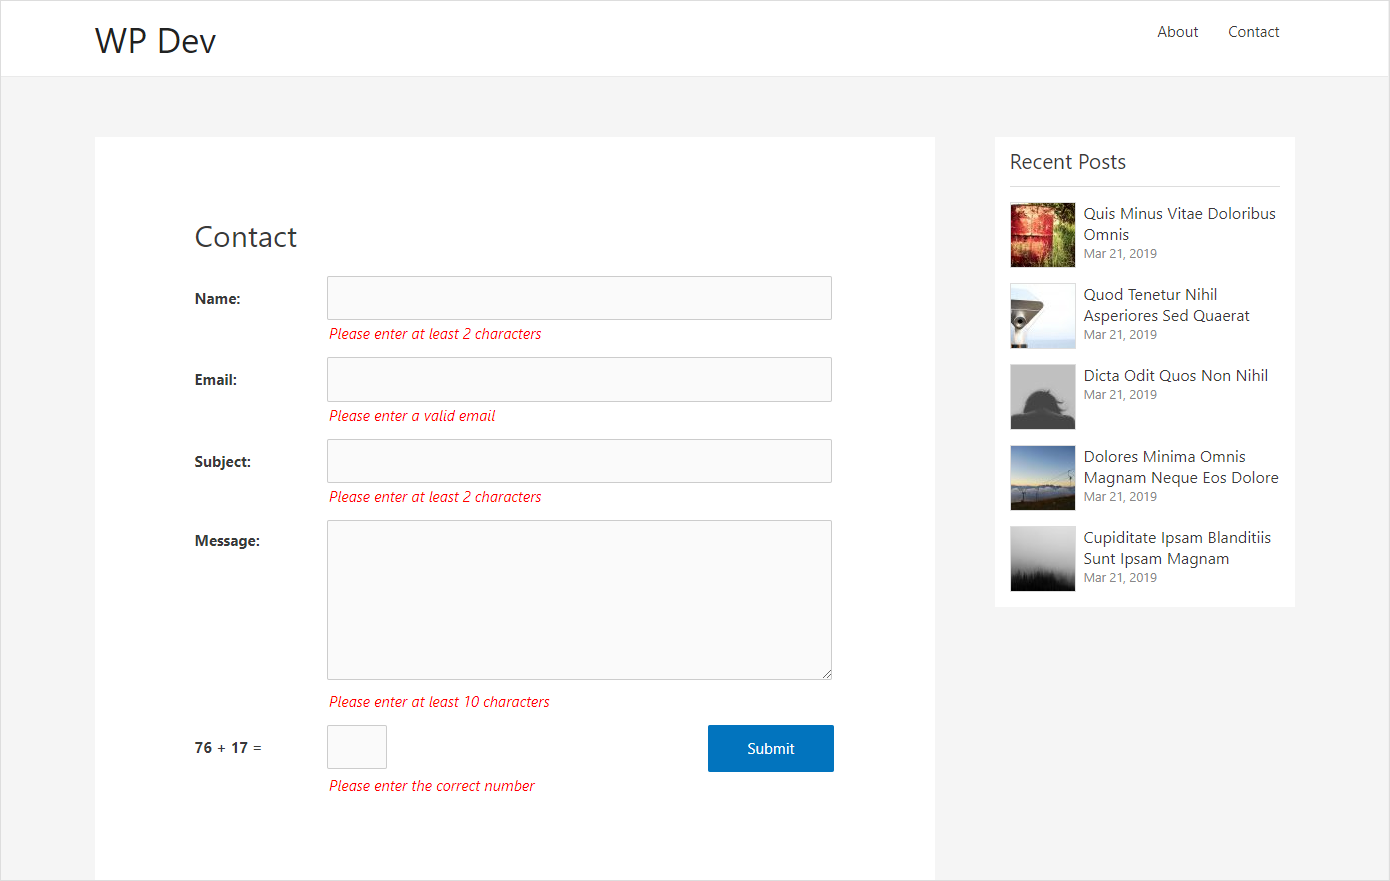 WP Dev
About
Contact
Contact
Name:
Please enter at least 2 characters
Email:
Please enter a valid email
Subject:
Please enter at least 2 characters
Message:
Please enter at least 10 characters
76 + 17 =
Submit
Please enter the correct number
Recent Posts
Quis Minus Vitae Doloribus
Omnis
Mar 21, 2019
Quod Tenetur Nihil
Asperiores Sed Quaerat
Mar 21, 2019
Dicta Odit Quos Non Nihil
Mar 21, 2019
Dolores Minima Omnis
Magnam Neque Eos Dolore
Mar 21, 2019
Cupiditate Ipsam Blanditiis
Sunt Ipsam Magnam
Mar 21, 2019